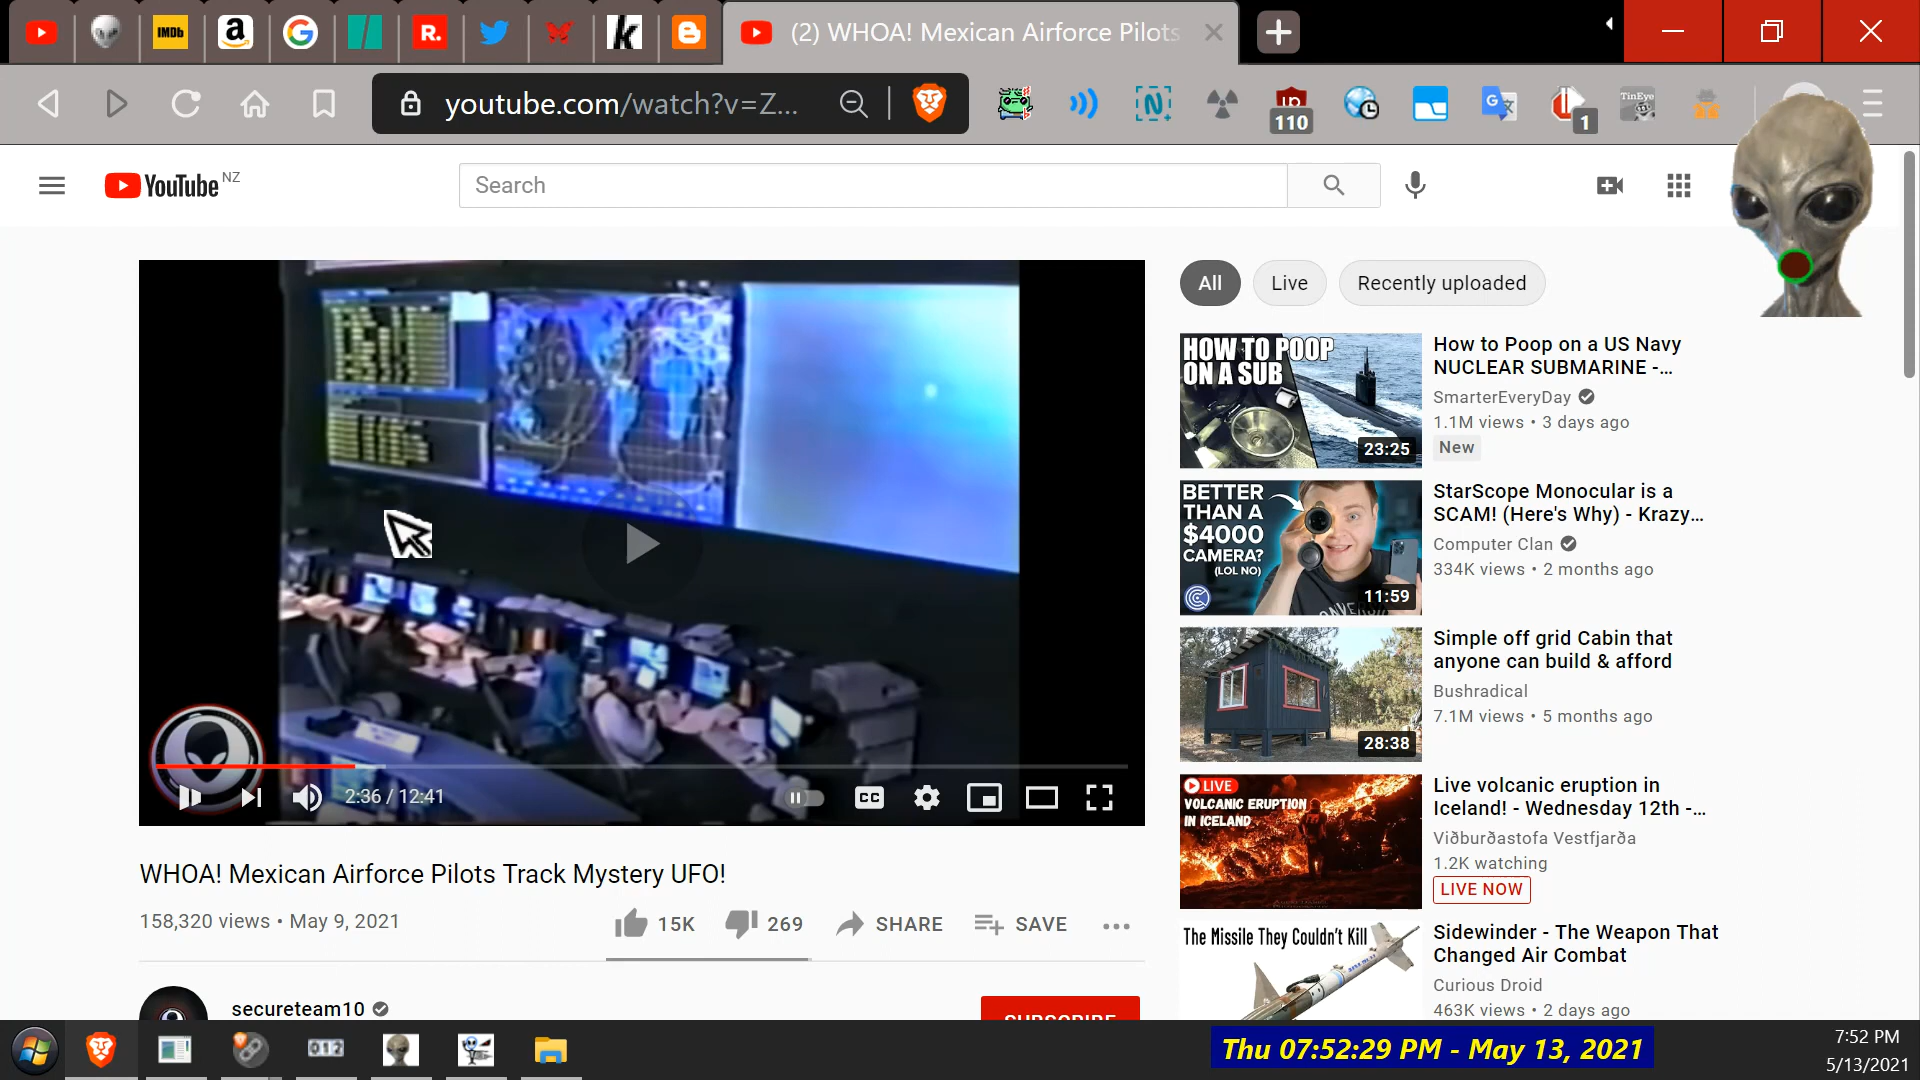 IMDb
a
G
R.
k
(2) WHOA! Mexican Airforce Pilots
youtube.com/watch?v=Z...
N
110
G
1
TinEye
YouTube NZ
Search
All
Live
Recently uploaded
HOW TO POOP
ON A SUB
23:25
How to Poop on a US Navy
NUCLEAR SUBMARINE -...
SmarterEveryDay
1.1M views • 3 days ago
New
BETTER
THAN A
$4000
CAMERA?
(LOL NO)
11:59
StarScope Monocular is a
SCAM! (Here's Why) - Krazy...
Computer Clan
334K views • 2 months ago
28:38
Simple off grid Cabin that
anyone can build & afford
Bushradical
7.1M views • 5 months ago
LIVE
VOLCANIC ERUPTION
IN ICELAND
Live volcanic eruption in
Iceland! - Wednesday 12th -...
Viðburðastofa Vestfjarða
1.2K watching
LIVE NOW
The Missile They Couldn't Kill
Sidewinder - The Weapon That
Changed Air Combat
Curious Droid
463K views • 2 days ago
2:36 / 12:41
CC
WHOA! Mexican Airforce Pilots Track Mystery UFO!
158,320 views • May 9, 2021
15K
269
SHARE
SAVE
secureteam10
SUBSCRIBE
012
Thu 07:52:29 PM - May 13, 2021
7:52 PM
5/13/2021